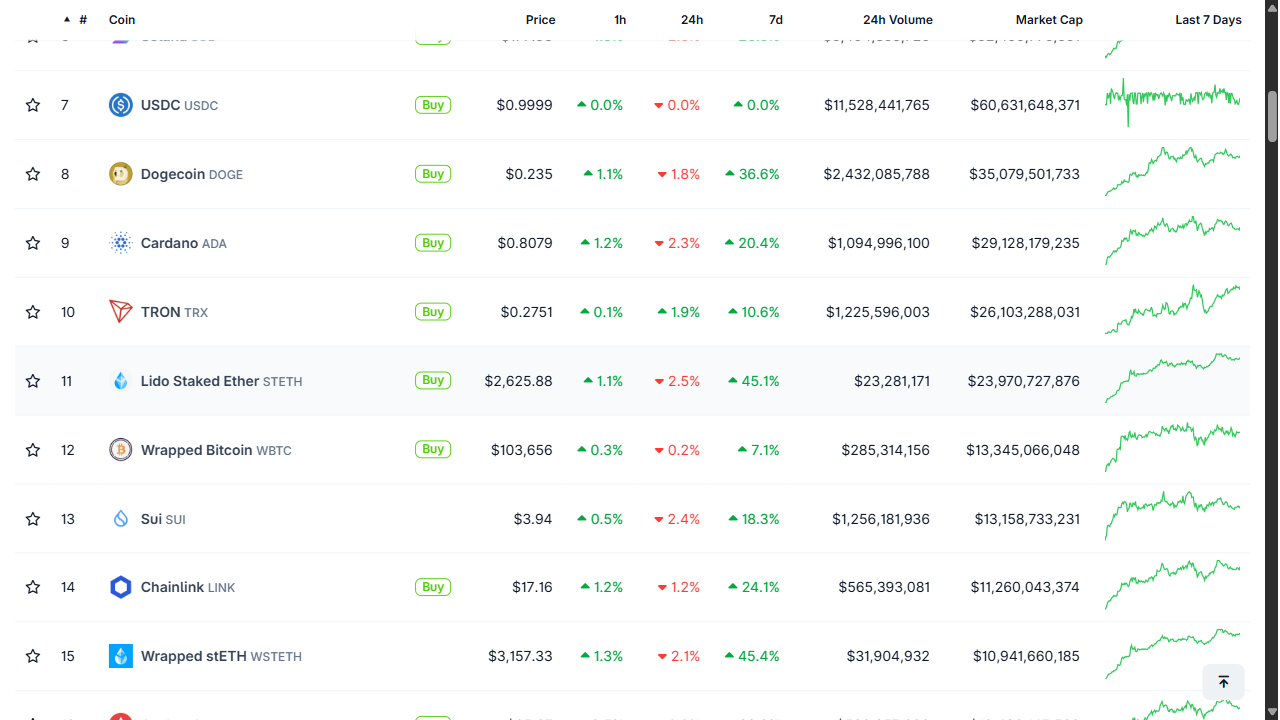 # Coin Price 1h 24h 7d 24h Volume Market Cap Last 7 Days
7 USDC USDC Buy $0.9999 0.0% 0.0% 0.0% $11,528,441,765 $60,631,648,371
8 Dogecoin DOGE Buy $0.235 1.1% 1.8% 36.6% $2,432,085,788 $35,079,501,733
9 Cardano ADA Buy $0.8079 1.2% 2.3% 20.4% $1,094,996,100 $29,128,179,235
10 TRON TRX Buy $0.2751 0.1% 1.9% 10.6% $1,225,596,003 $26,103,288,031
11 Lido Staked Ether STETH Buy $2,625.88 1.1% 2.5% 45.1% $23,281,171 $23,970,727,876
12 Wrapped Bitcoin WBTC Buy $103,656 0.3% 0.2% 7.1% $285,314,156 $13,345,066,048
13 Sui SUI $3.94 0.5% 2.4% 18.3% $1,256,181,936 $13,158,733,231
14 Chainlink LINK Buy $17.16 1.2% 1.2% 24.1% $565,393,081 $11,260,043,374
15 Wrapped stETH WSTETH $3,157.33 1.3% 2.1% 45.4% $31,904,932 $10,941,660,185